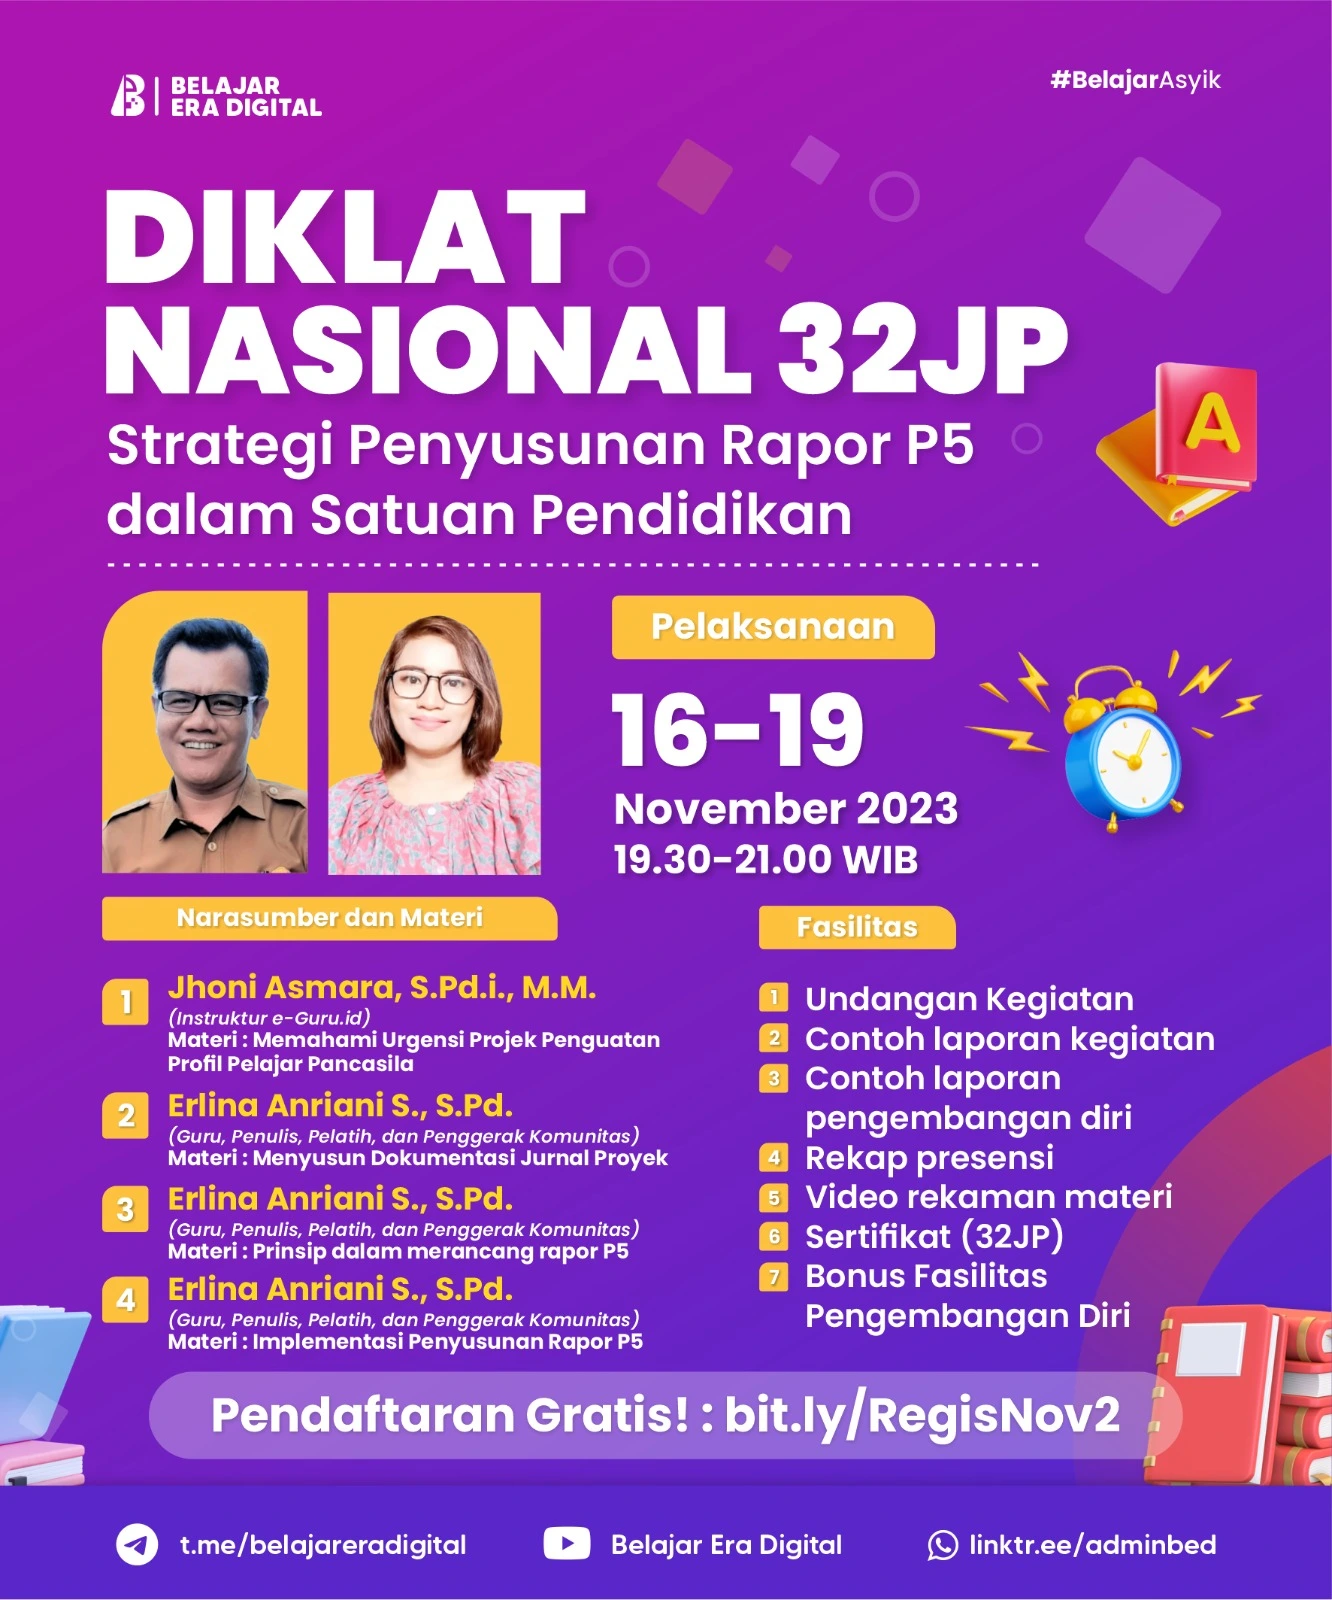 BELAJAR
ERA DIGITAL
#BelajarAsyik
DIKLAT
NASIONAL 32JP
Strategi Penyusunan Rapor P5
dalam Satuan Pendidikan
Pelaksanaan
16-19
November 2023
19.30-21.00 WIB
Narasumber dan Materi
1
Jhoni Asmara, S.Pd.i., M.M.
(Instruktur e-Guru.id)
Materi : Memahami Urgensi Projek Penguatan
Profil Pelajar Pancasila
2
Erlina Anriani S., S.Pd.
(Guru, Penulis, Pelatih, dan Penggerak Komunitas)
Materi : Menyusun Dokumentasi Jurnal Proyek
3
Erlina Anriani S., S.Pd.
(Guru, Penulis, Pelatih, dan Penggerak Komunitas)
Materi : Prinsip dalam merancang rapor P5
4
Erlina Anriani S., S.Pd.
(Guru, Penulis, Pelatih, dan Penggerak Komunitas)
Materi : Implementasi Penyusunan Rapor P5
Fasilitas
1 Undangan Kegiatan
2 Contoh laporan kegiatan
3 Contoh laporan
pengembangan diri
4 Rekap presensi
5 Video rekaman materi
6 Sertifikat (32JP)
7 Bonus Fasilitas
Pengembangan Diri
A
Pendaftaran Gratis! : bit.ly/RegisNov2
t.me/belajareradigital
Belajar Era Digital
linktr.ee/adminbed